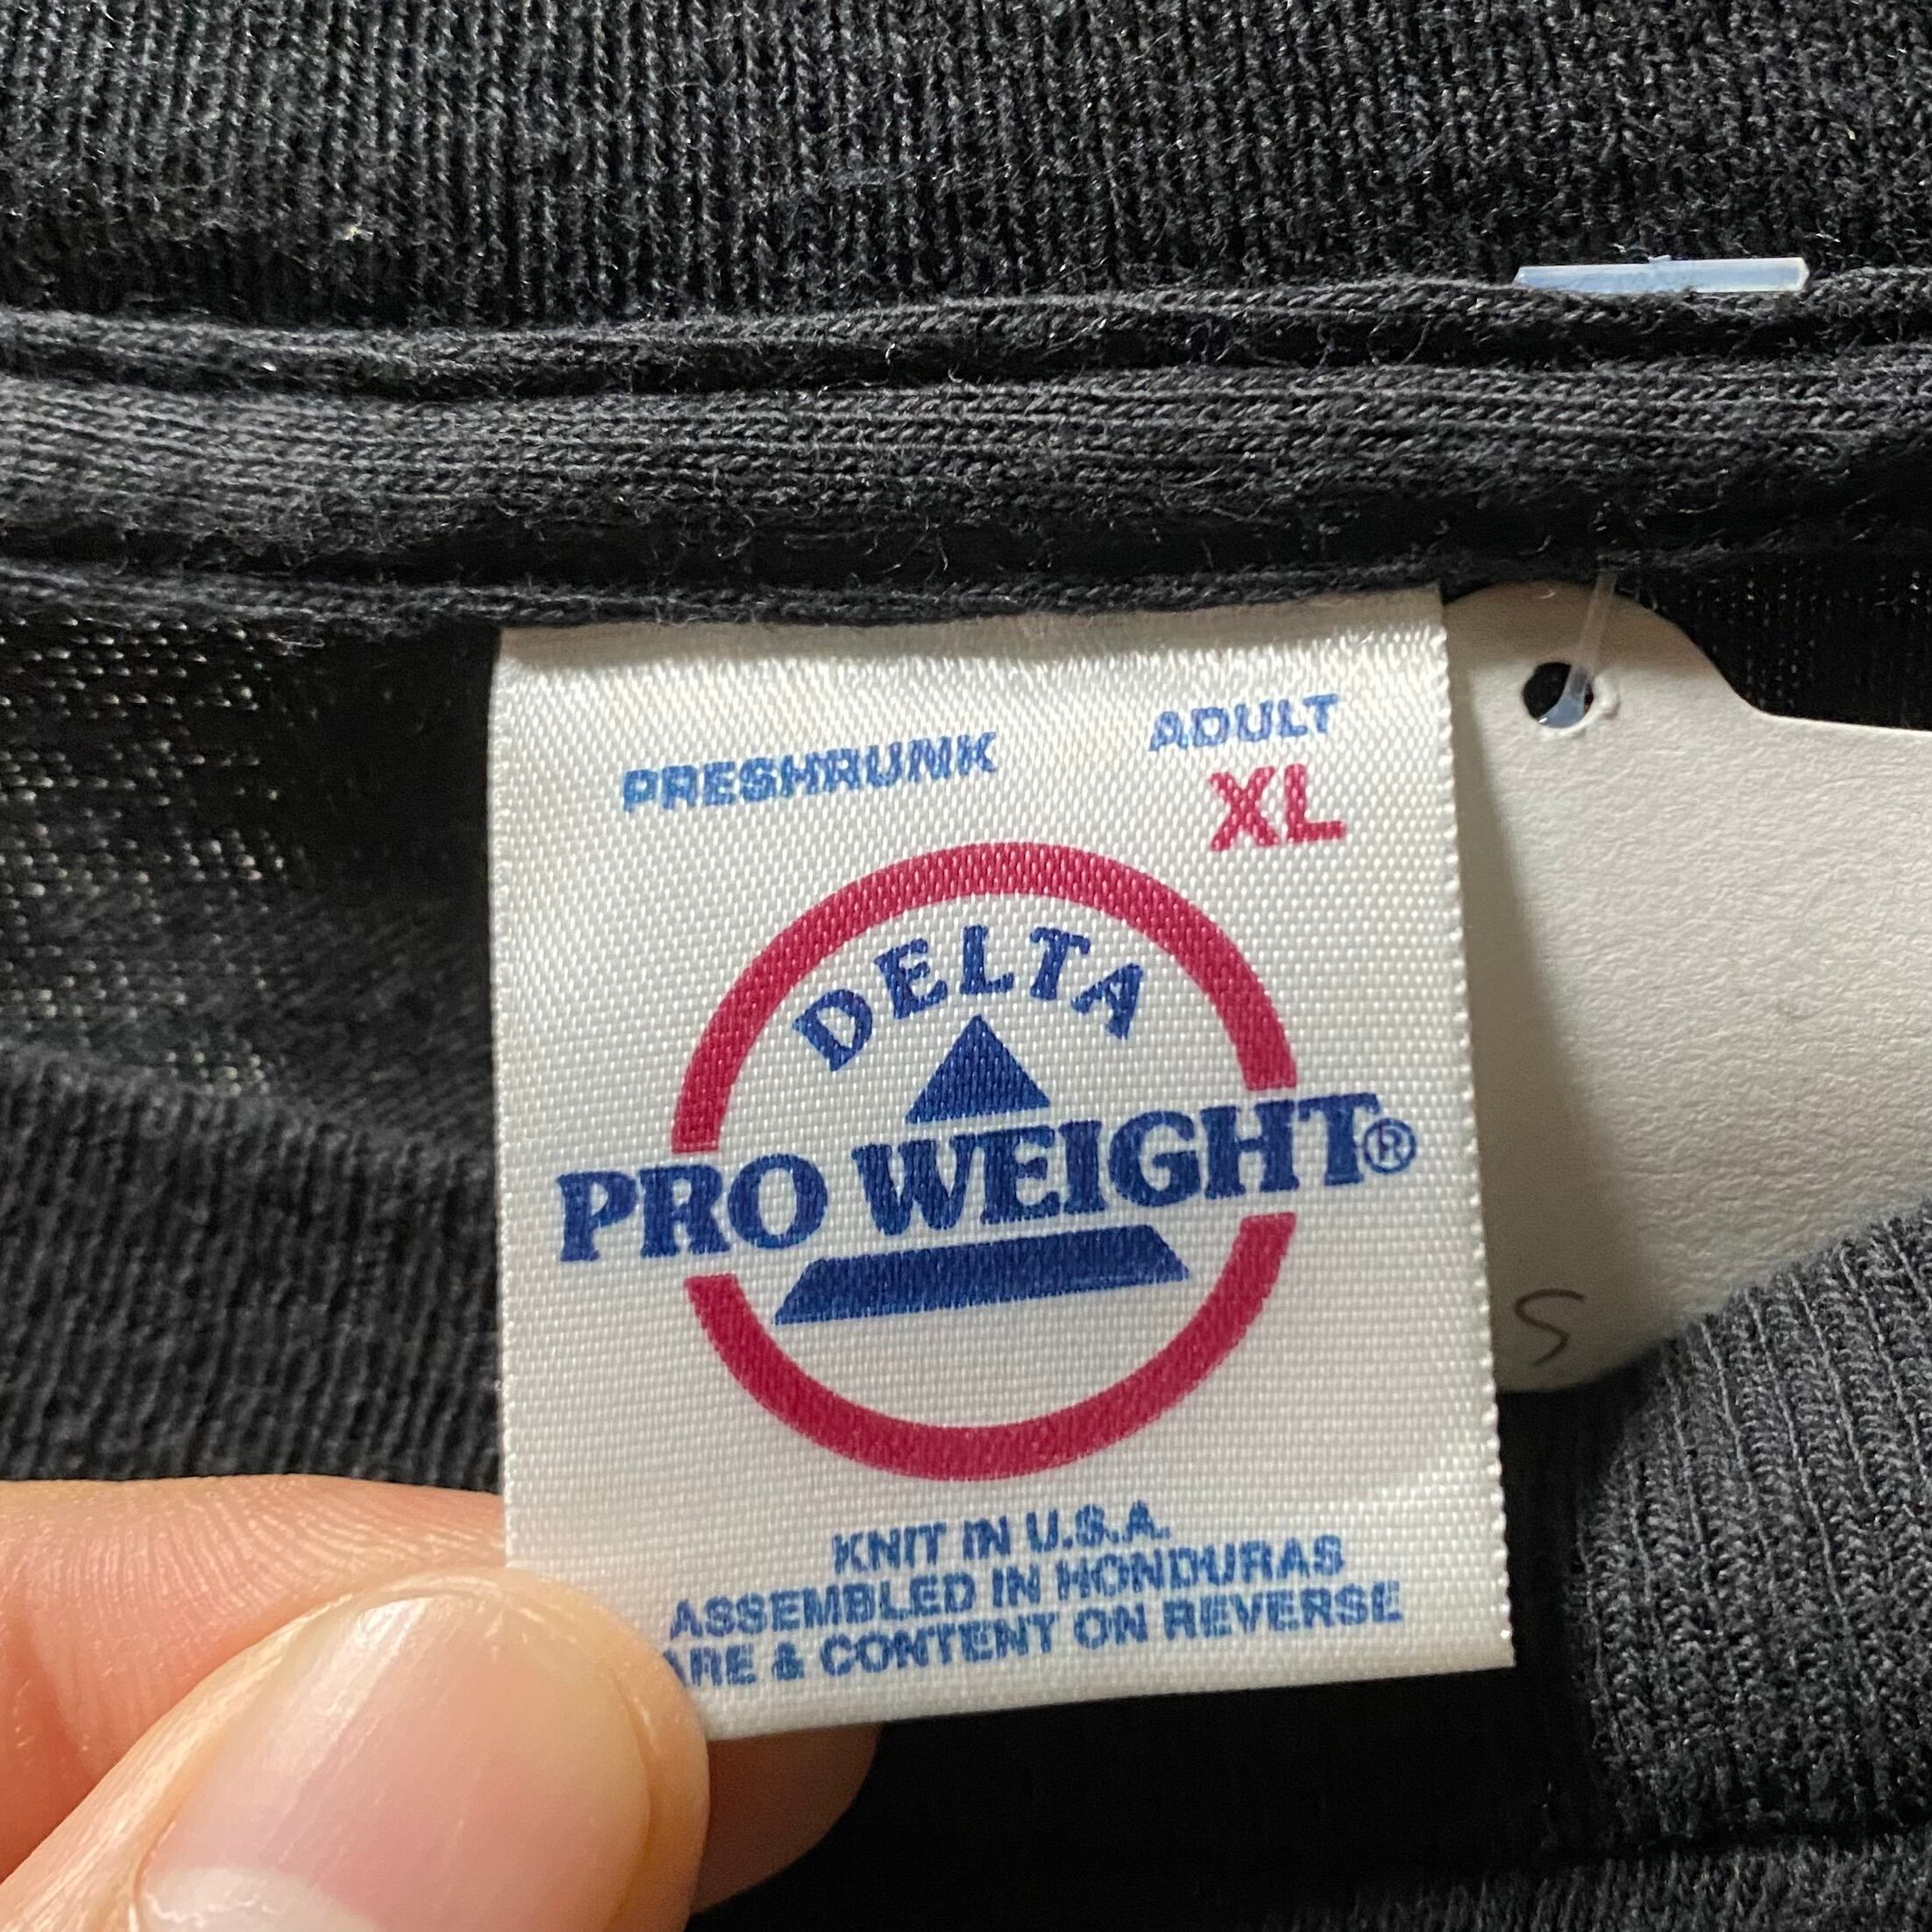 PRESHRUNK
ADULT
XL
DELTA
PRO WEIGHT®
KNIT IN U.S.A.
ASSEMBLED IN HONDURAS
ARE & CONTENT ON REVERSE
S